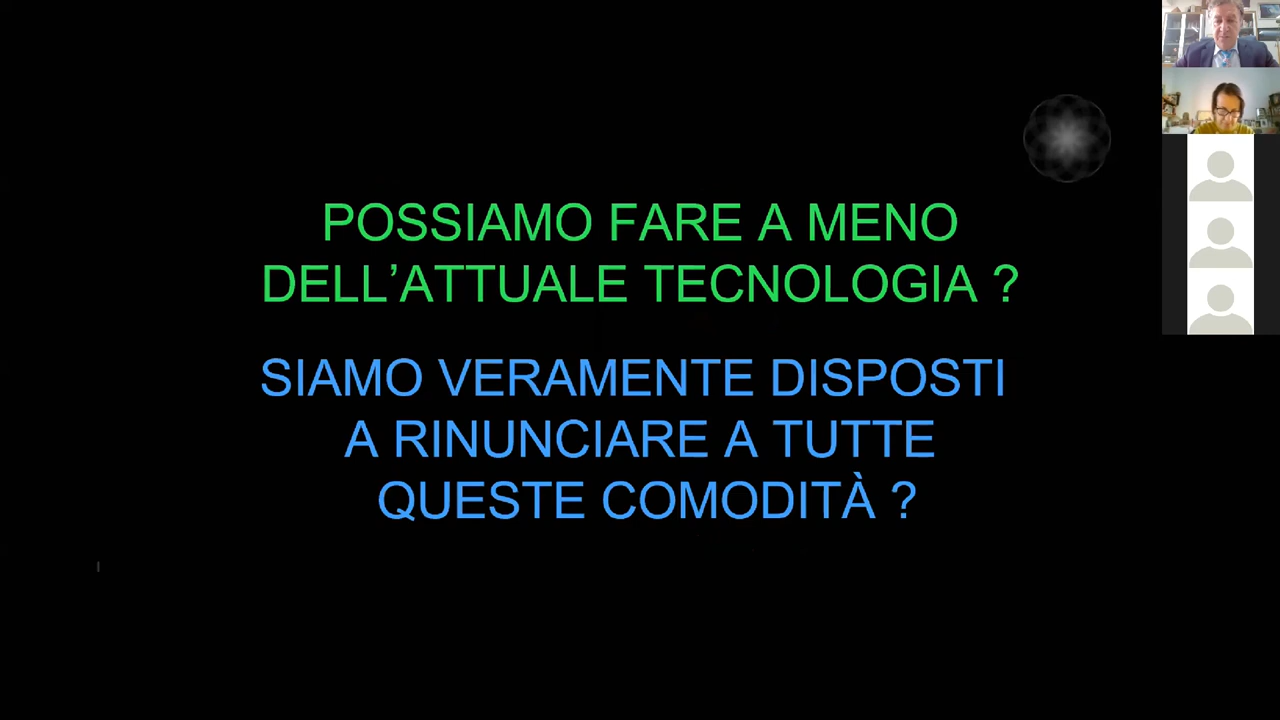 POSSIAMO FARE A MENO
DELL’ATTUALE TECNOLOGIA ?
SIAMO VERAMENTE DISPOSTI
A RINUNCIARE A TUTTE
QUESTE COMODITÀ ?